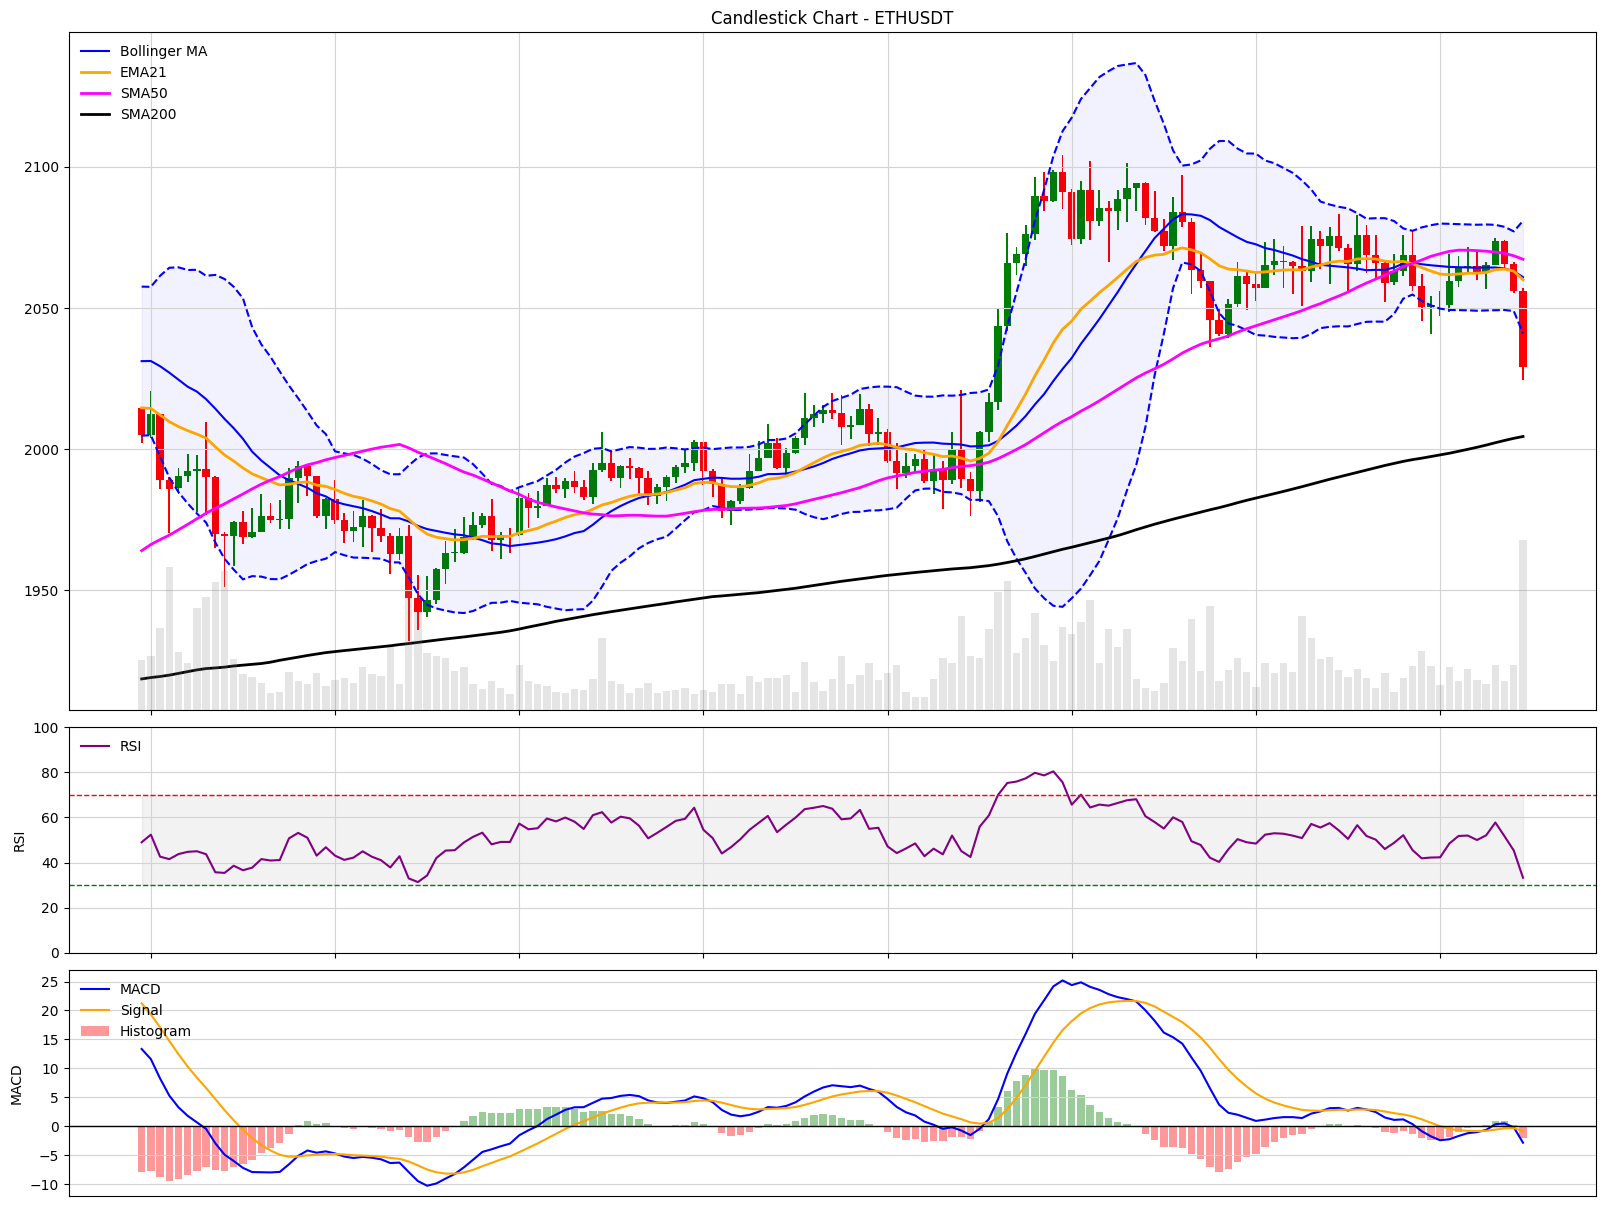 Candlestick Chart - ETHUSDT
Bollinger MA
EMA21
SMA50
SMA200
2100
2050
2000
1950
RSI
100
80
60
40
20
0
RSI
MACD
Signal
Histogram
25
20
15
10
5
0
−5
−10
MACD